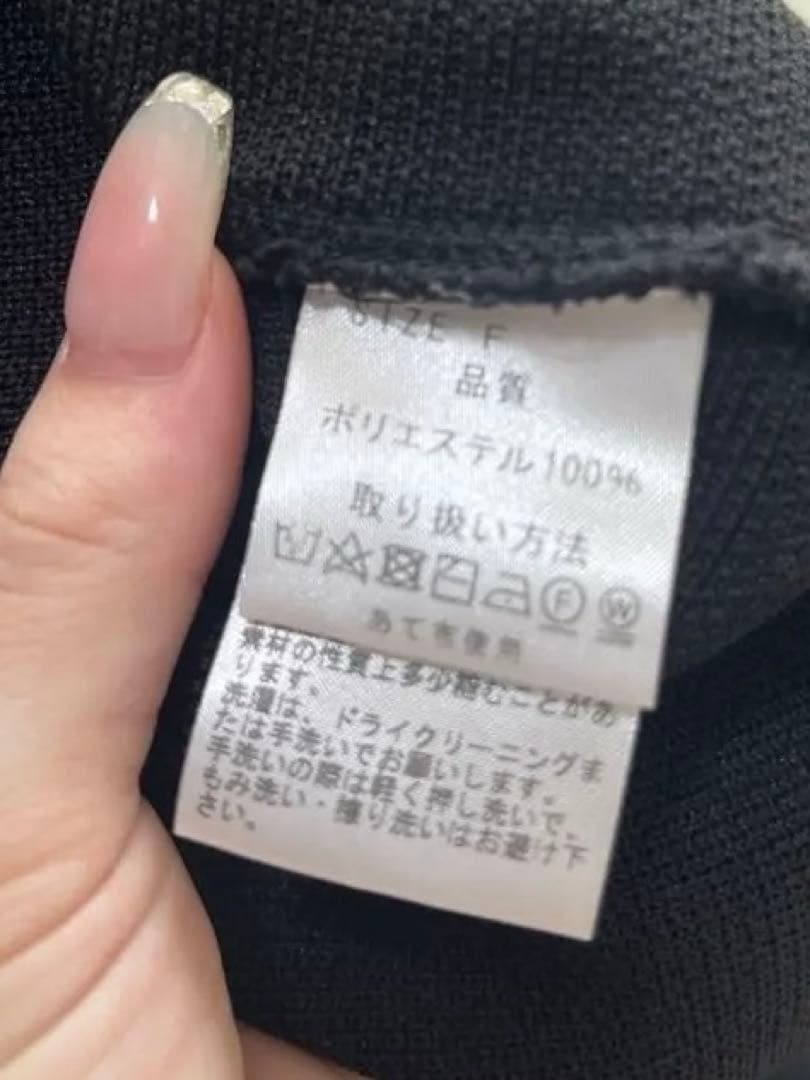 SIZE F
品質
ポリエステル100%
取り扱い方法
F W
あて布使用
素材の性質上多少縮むことがあ
ります。
洗濯は、ドライクリーニングま
たは手洗いでお願いします。
手洗いの際は軽く押し洗いで、
もみ洗い・擦り洗いはお避け下
さい。